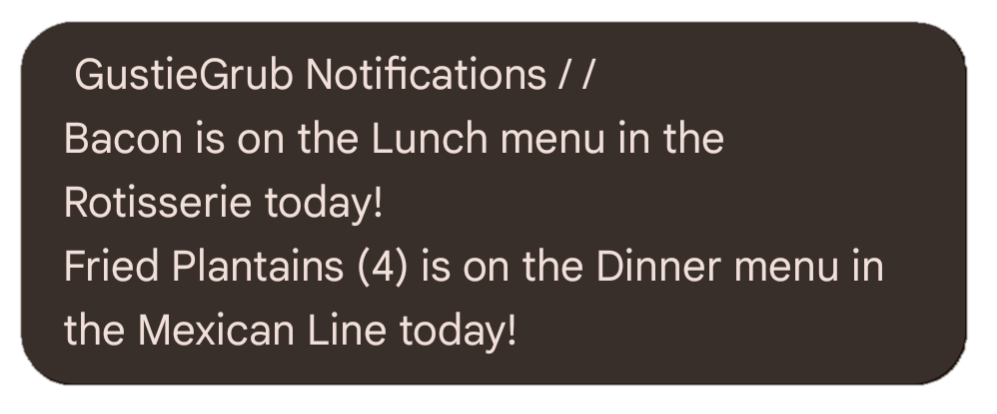 GustieGrub Notifications / /
Bacon is on the Lunch menu in the
Rotisserie today!
Fried Plantains (4) is on the Dinner menu in
the Mexican Line today!